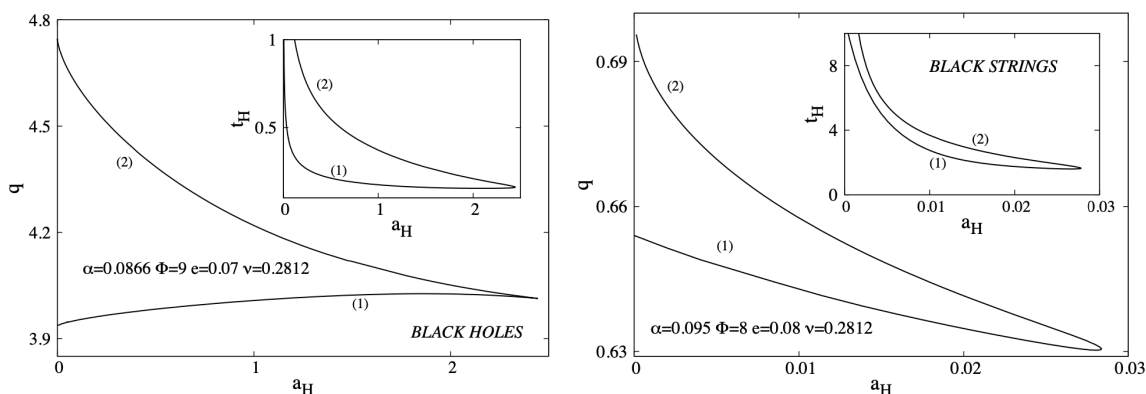 4.8
4.5
4.2
3.9
q
0
1
2
a_H
α=0.0866 Φ=9 e=0.07 ν=0.2812
(2)
(1)
BLACK HOLES
1
0.5
t_H
0
1
2
a_H
(2)
(1)
0.69
0.66
0.63
q
0
0.01
0.02
0.03
a_H
α=0.095 Φ=8 e=0.08 ν=0.2812
(2)
(1)
BLACK STRINGS
8
4
0
t_H
0
0.01
0.02
0.03
a_H
(2)
(1)